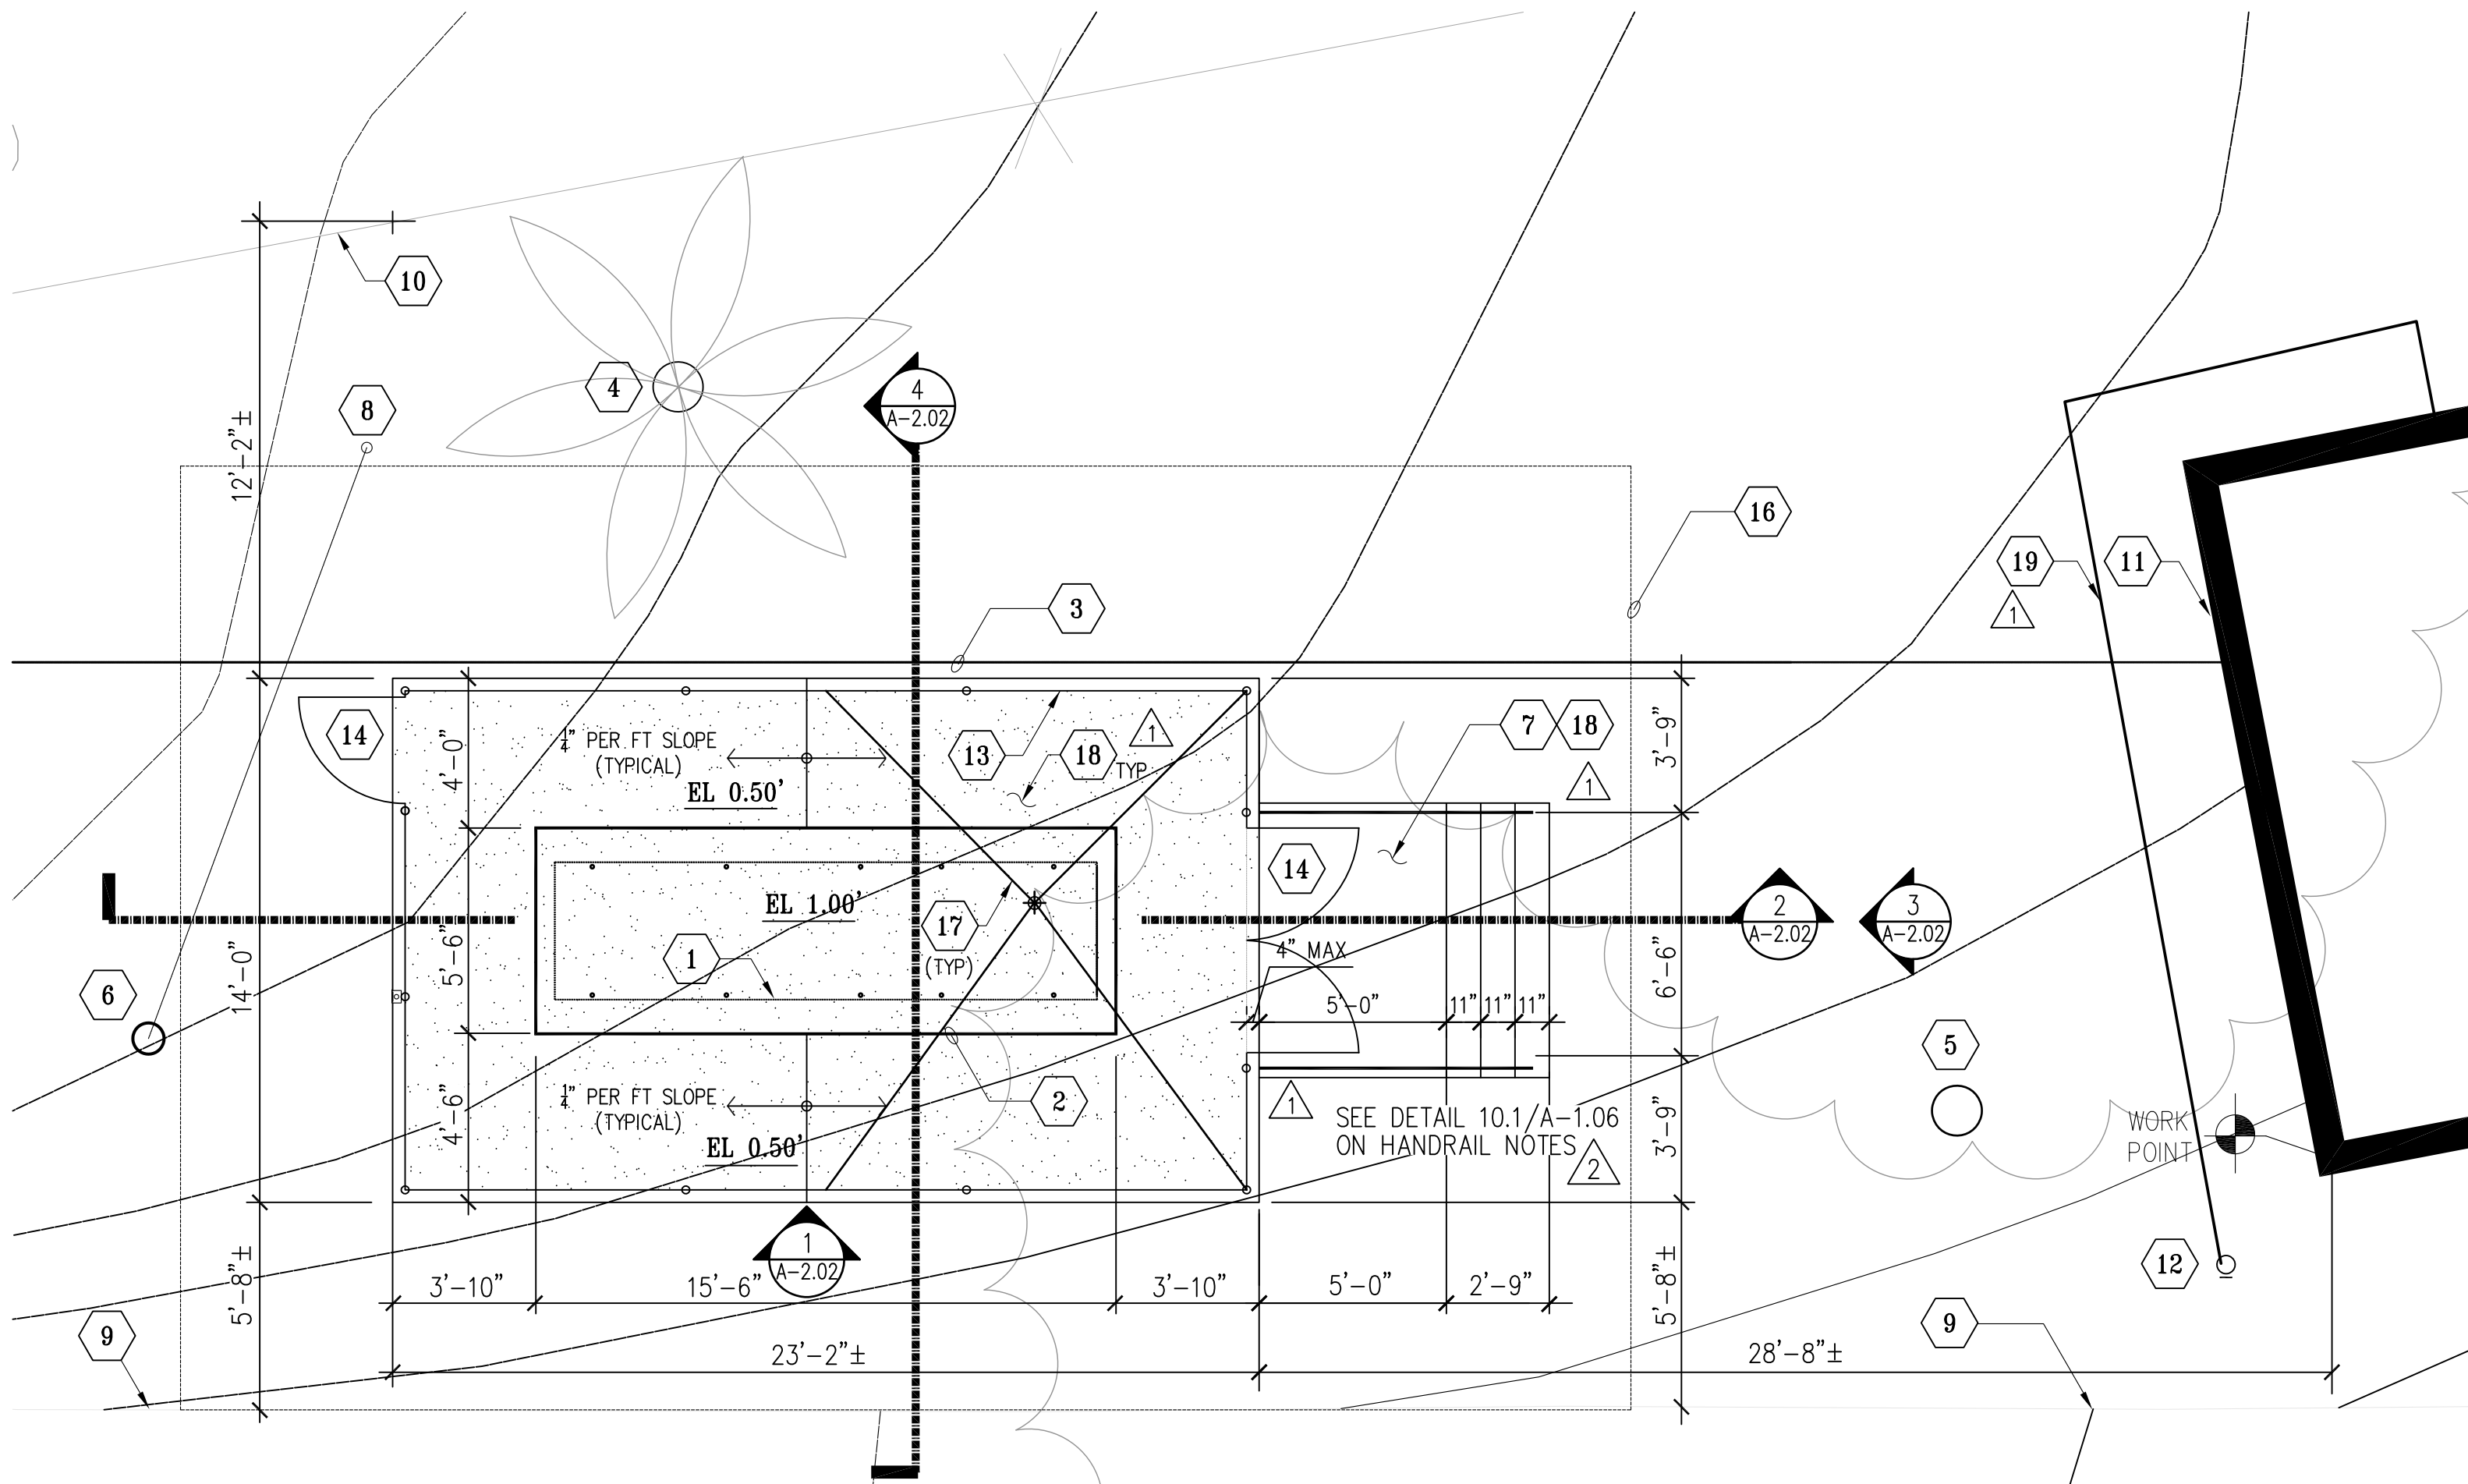 10
4
8
4
A-2.02
12'-2"±
16
19
11
1
3
14
¼" PER FT SLOPE
(TYPICAL)
4'-0"
EL 0.50'
13
18
1
TYP
7
18
1
3'-9"
14
EL 1.00'
17
(TYP)
1
2
A-2.02
3
A-2.02
4" MAX
5'-0"
11"
11"
11"
6'-6"
6
14'-0"
5'-6"
5
2
¼" PER FT SLOPE
(TYPICAL)
4'-6"
EL 0.50'
1
SEE DETAIL 10.1/A-1.06
ON HANDRAIL NOTES
2
3'-9"
WORK
POINT
1
A-2.02
12
5'-8"±
3'-10"
15'-6"
3'-10"
5'-0"
2'-9"
5'-8"±
9
9
23'-2"±
28'-8"±